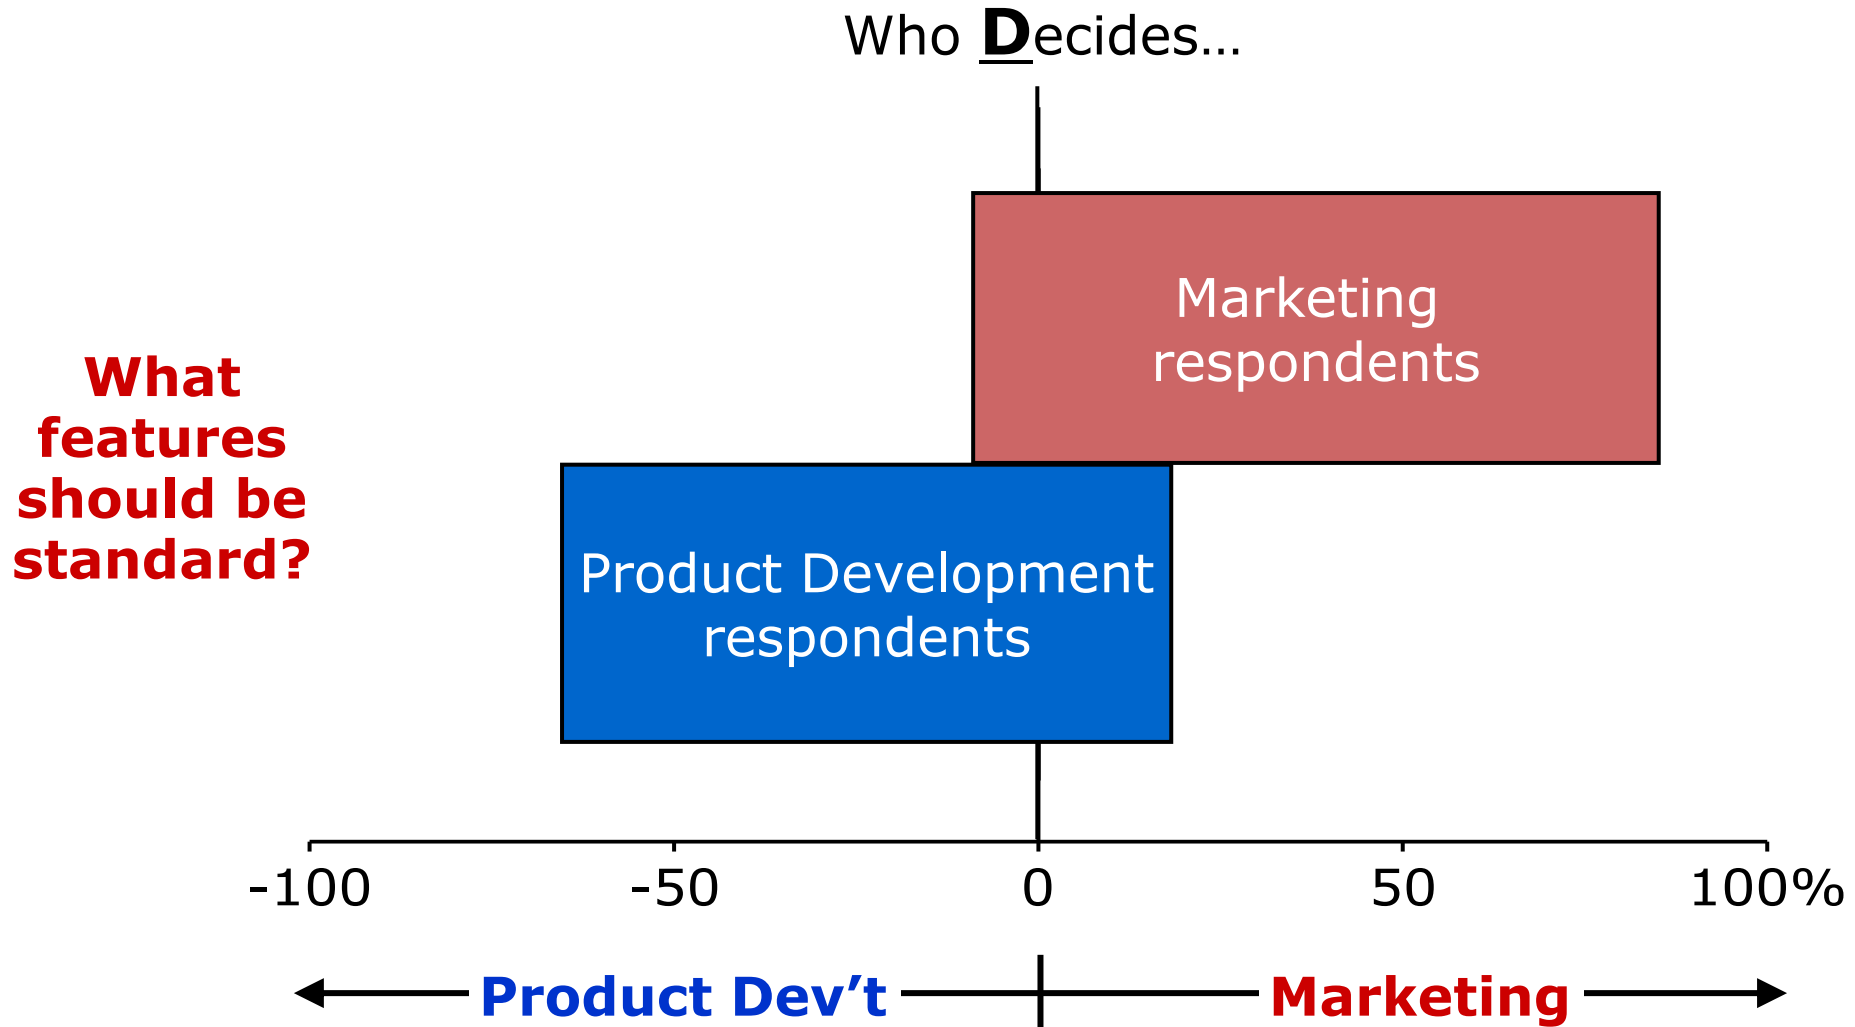 Who Decides…
Marketing
respondents
What
features
should be
standard?
Product Development
respondents
-100 -50 0 50 100%
Product Dev’t Marketing